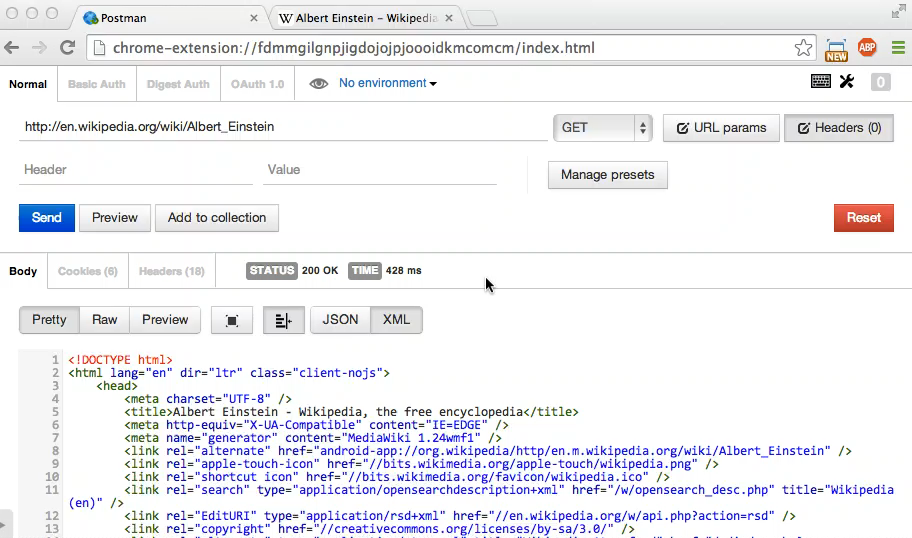 Postman
Albert Einstein – Wikipedia
chrome-extension://fdmmgilgnpjigdojojpjoooidkmcomcm/index.html
NEW
ABP
Normal
Basic Auth
Digest Auth
OAuth 1.0
No environment
0
http://en.wikipedia.org/wiki/Albert_Einstein
GET
URL params
Headers (0)
Header
Value
Manage presets
Send
Preview
Add to collection
Reset
Body
Cookies (6)
Headers (18)
STATUS 200 OK TIME 428 ms
Pretty
Raw
Preview
JSON
XML
1 <!DOCTYPE html>
2 <html lang="en" dir="ltr" class="client-nojs">
3 <head>
4 <meta charset="UTF-8" />
5 <title>Albert Einstein - Wikipedia, the free encyclopedia</title>
6 <meta http-equiv="X-UA-Compatible" content="IE=EDGE" />
7 <meta name="generator" content="MediaWiki 1.24wmf1" />
8 <link rel="alternate" href="android-app://org.wikipedia/http/en.m.wikipedia.org/wiki/Albert_Einstein" />
9 <link rel="apple-touch-icon" href="//bits.wikimedia.org/apple-touch/wikipedia.png" />
10 <link rel="shortcut icon" href="//bits.wikimedia.org/favicon/wikipedia.ico" />
11 <link rel="search" type="application/opensearchdescription+xml" href="/w/opensearch_desc.php" title="Wikipedia
(en)" />
12 <link rel="EditURI" type="application/rsd+xml" href="//en.wikipedia.org/w/api.php?action=rsd" />
13 <link rel="copyright" href="//creativecommons.org/licenses/by-sa/3.0/" />